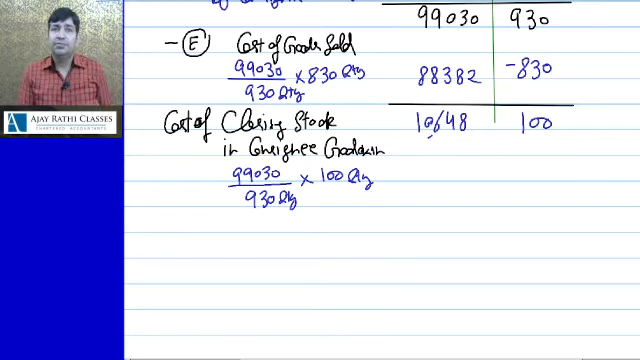 99030 930
- (E) Cost of Goods Sold
99030 / 930 Qty × 830 Qty 88382 -830
Cost of Closing Stock 10648 100
in Consignee Godown
99030 / 930 Qty × 100 Qty
A AJAY RATHI CLASSES
CHARTERED ACCOUNTANTS